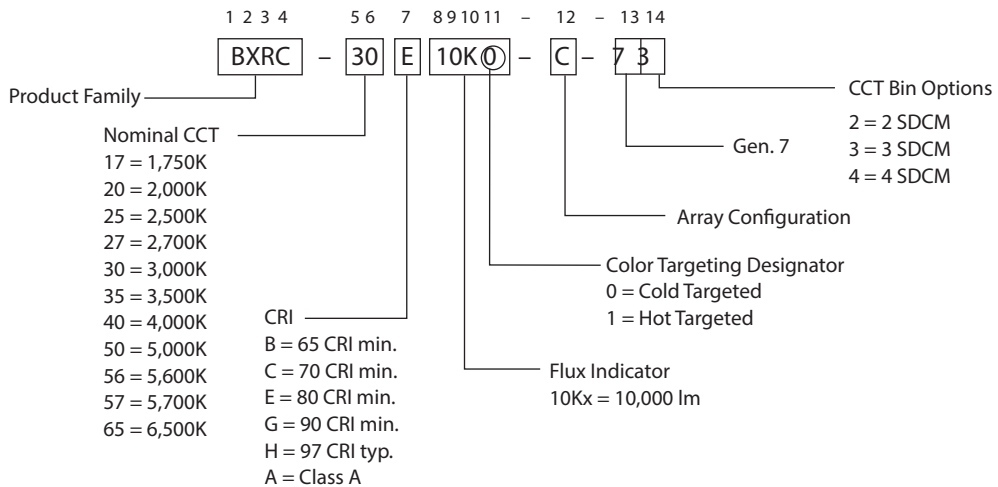 1 2 3 4 5 6 7 8 9 10 11 – 12 – 13 14
BXRC – 30 E 10K 0 – C – 7 3
Product Family
Nominal CCT
17 = 1,750K
20 = 2,000K
25 = 2,500K
27 = 2,700K
30 = 3,000K
35 = 3,500K
40 = 4,000K
50 = 5,000K
56 = 5,600K
57 = 5,700K
65 = 6,500K
CRI
B = 65 CRI min.
C = 70 CRI min.
E = 80 CRI min.
G = 90 CRI min.
H = 97 CRI typ.
A = Class A
Flux Indicator
10Kx = 10,000 lm
Color Targeting Designator
0 = Cold Targeted
1 = Hot Targeted
Array Configuration
Gen. 7
CCT Bin Options
2 = 2 SDCM
3 = 3 SDCM
4 = 4 SDCM